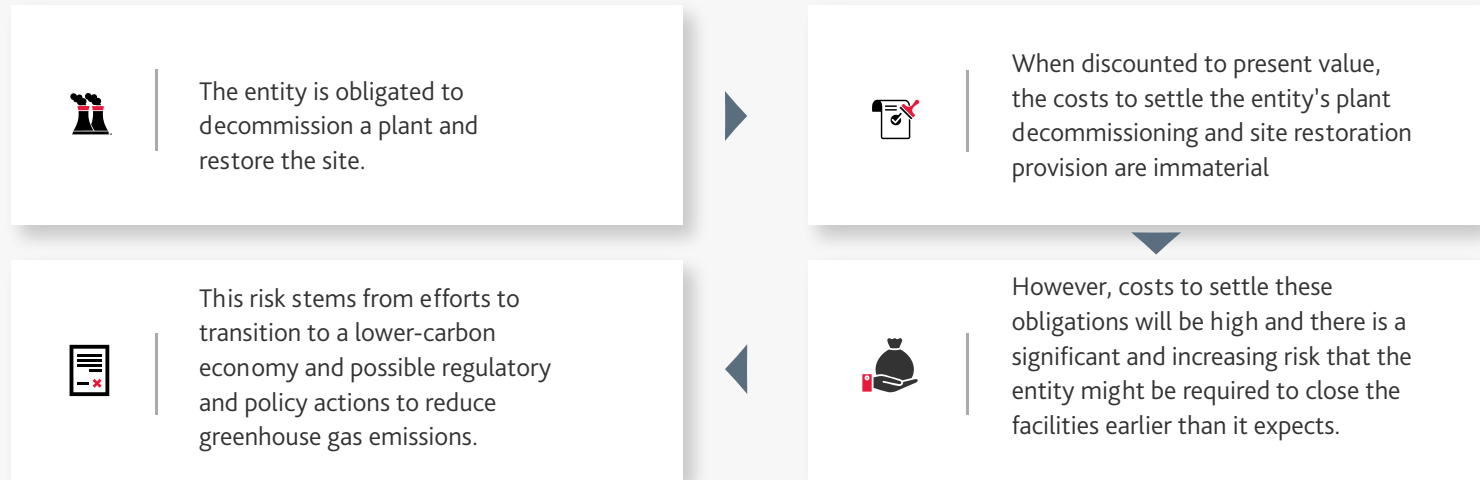 The entity is obligated to
decommission a plant and
restore the site.
When discounted to present value,
the costs to settle the entity's plant
decommissioning and site restoration
provision are immaterial
However, costs to settle these
obligations will be high and there is a
significant and increasing risk that the
entity might be required to close the
facilities earlier than it expects.
This risk stems from efforts to
transition to a lower-carbon
economy and possible regulatory
and policy actions to reduce
greenhouse gas emissions.